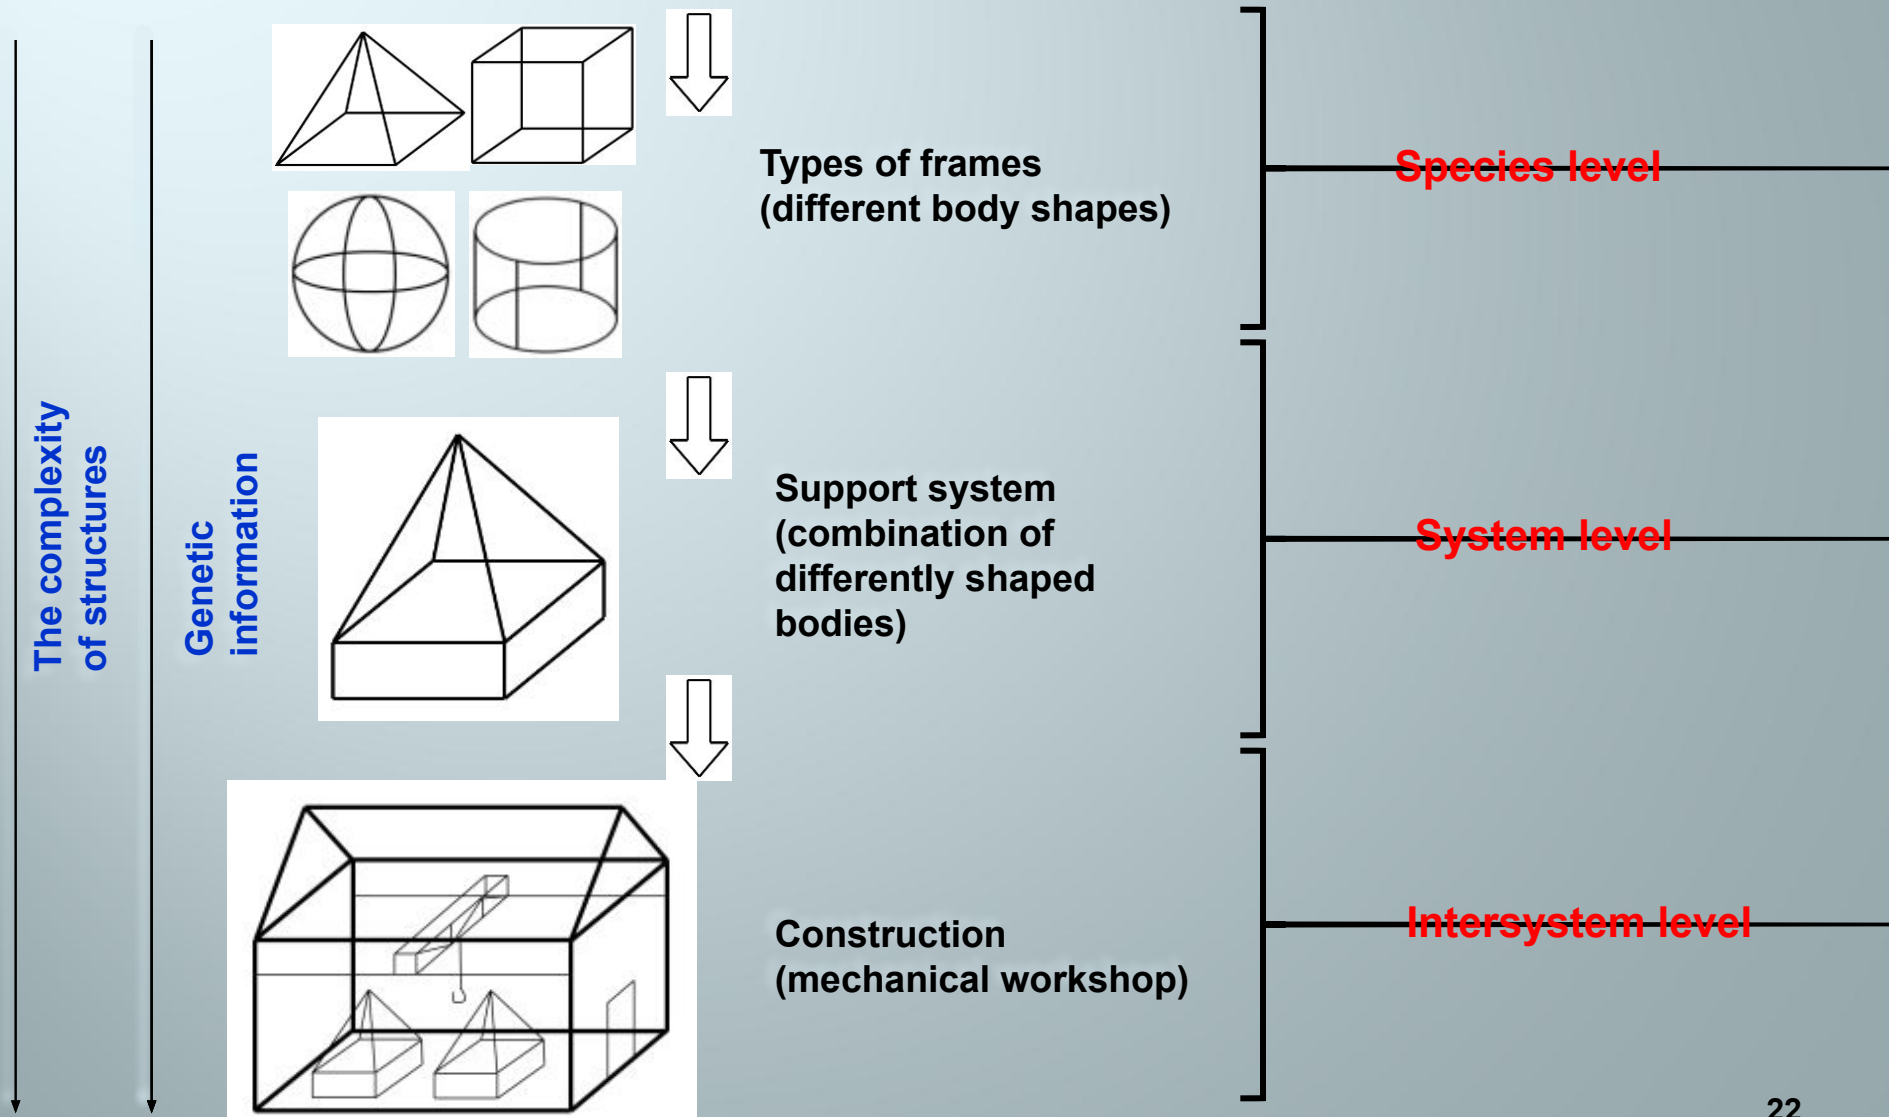 The complexity
of structures
Genetic
information
Types of frames
(different body shapes)
Species level
Support system
(combination of
differently shaped
bodies)
System level
Construction
(mechanical workshop)
Intersystem level
22